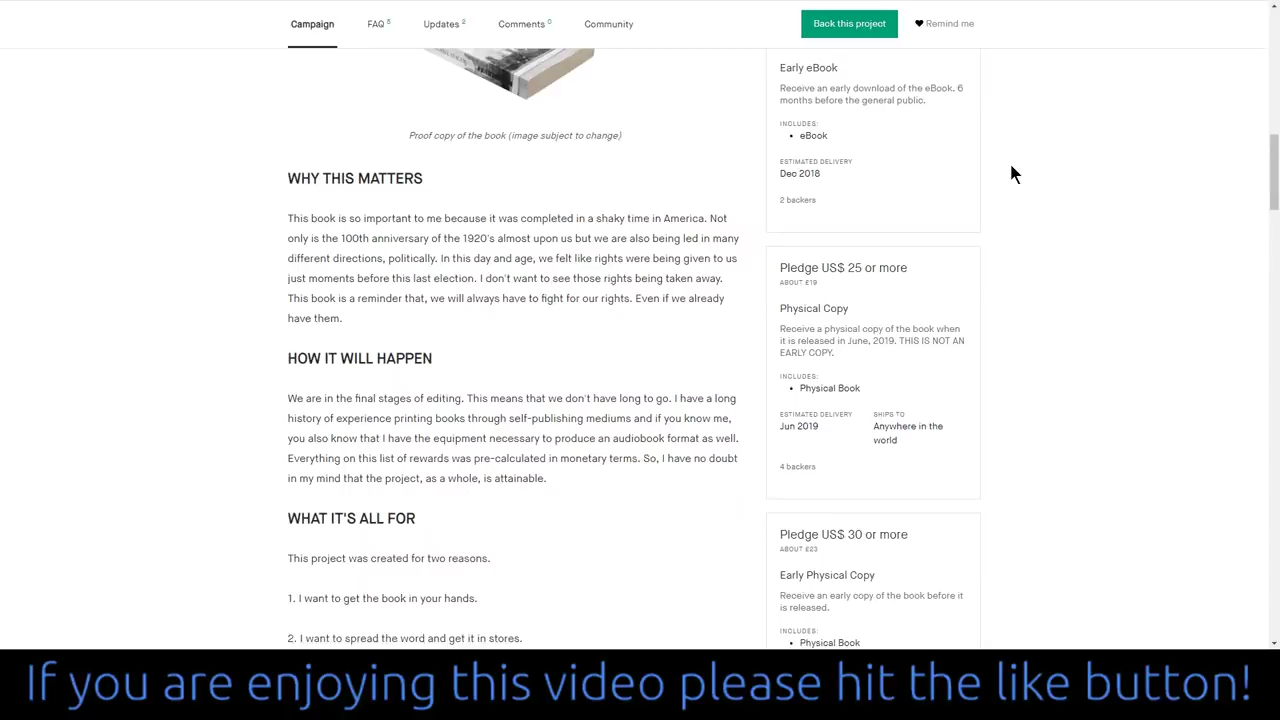 Campaign FAQ 5 Updates 2 Comments 0 Community Back this project Remind me
Proof copy of the book (image subject to change)
WHY THIS MATTERS
This book is so important to me because it was completed in a shaky time in America. Not
only is the 100th anniversary of the 1920's almost upon us but we are also being led in many
different directions, politically. In this day and age, we felt like rights were being given to us
just moments before this last election. I don't want to see those rights being taken away.
This book is a reminder that, we will always have to fight for our rights. Even if we already
have them.
HOW IT WILL HAPPEN
We are in the final stages of editing. This means that we don't have long to go. I have a long
history of experience printing books through self-publishing mediums and if you know me,
you also know that I have the equipment necessary to produce an audiobook format as well.
Everything on this list of rewards was pre-calculated in monetary terms. So, I have no doubt
in my mind that the project, as a whole, is attainable.
WHAT IT'S ALL FOR
This project was created for two reasons.
1. I want to get the book in your hands.
2. I want to spread the word and get it in stores.
Early eBook
Receive an early download of the eBook. 6
months before the general public.
INCLUDES:
• eBook
ESTIMATED DELIVERY
Dec 2018
2 backers
Pledge US$ 25 or more
ABOUT £19
Physical Copy
Receive a physical copy of the book when
it is released in June, 2019. THIS IS NOT AN
EARLY COPY.
INCLUDES:
• Physical Book
ESTIMATED DELIVERY SHIPS TO
Jun 2019 Anywhere in the
world
4 backers
Pledge US$ 30 or more
ABOUT £23
Early Physical Copy
Receive an early copy of the book before it
is released.
INCLUDES:
• Physical Book
If you are enjoying this video please hit the like button!